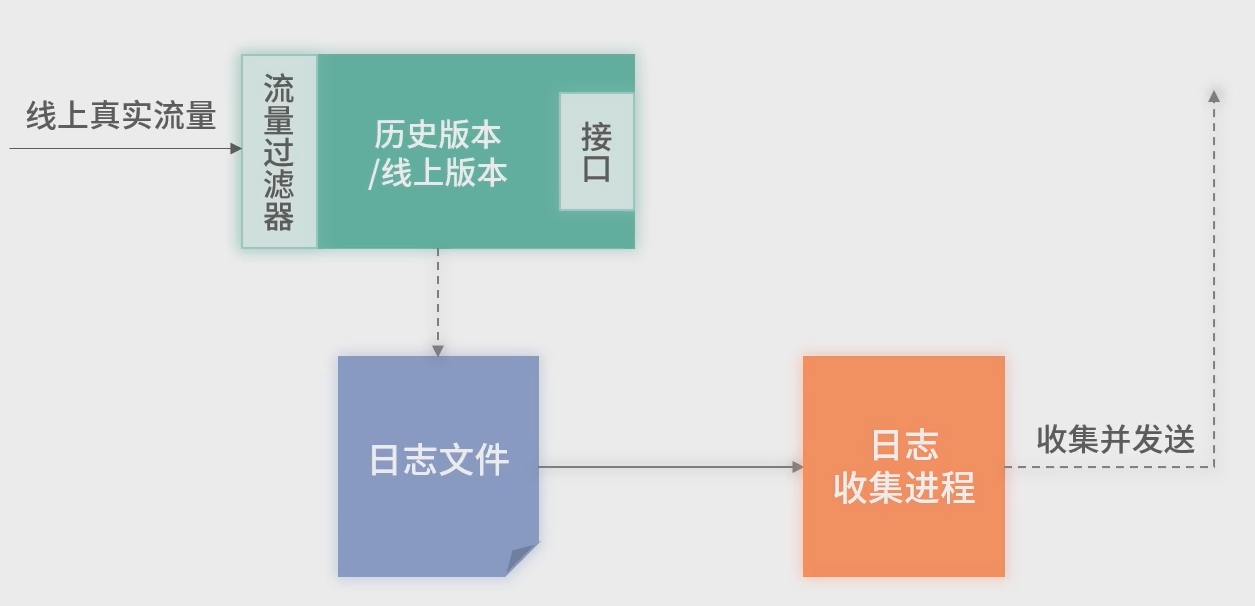 线上真实流量
流量过滤器
历史版本
/线上版本
接口
日志文件
日志
收集进程
收集并发送